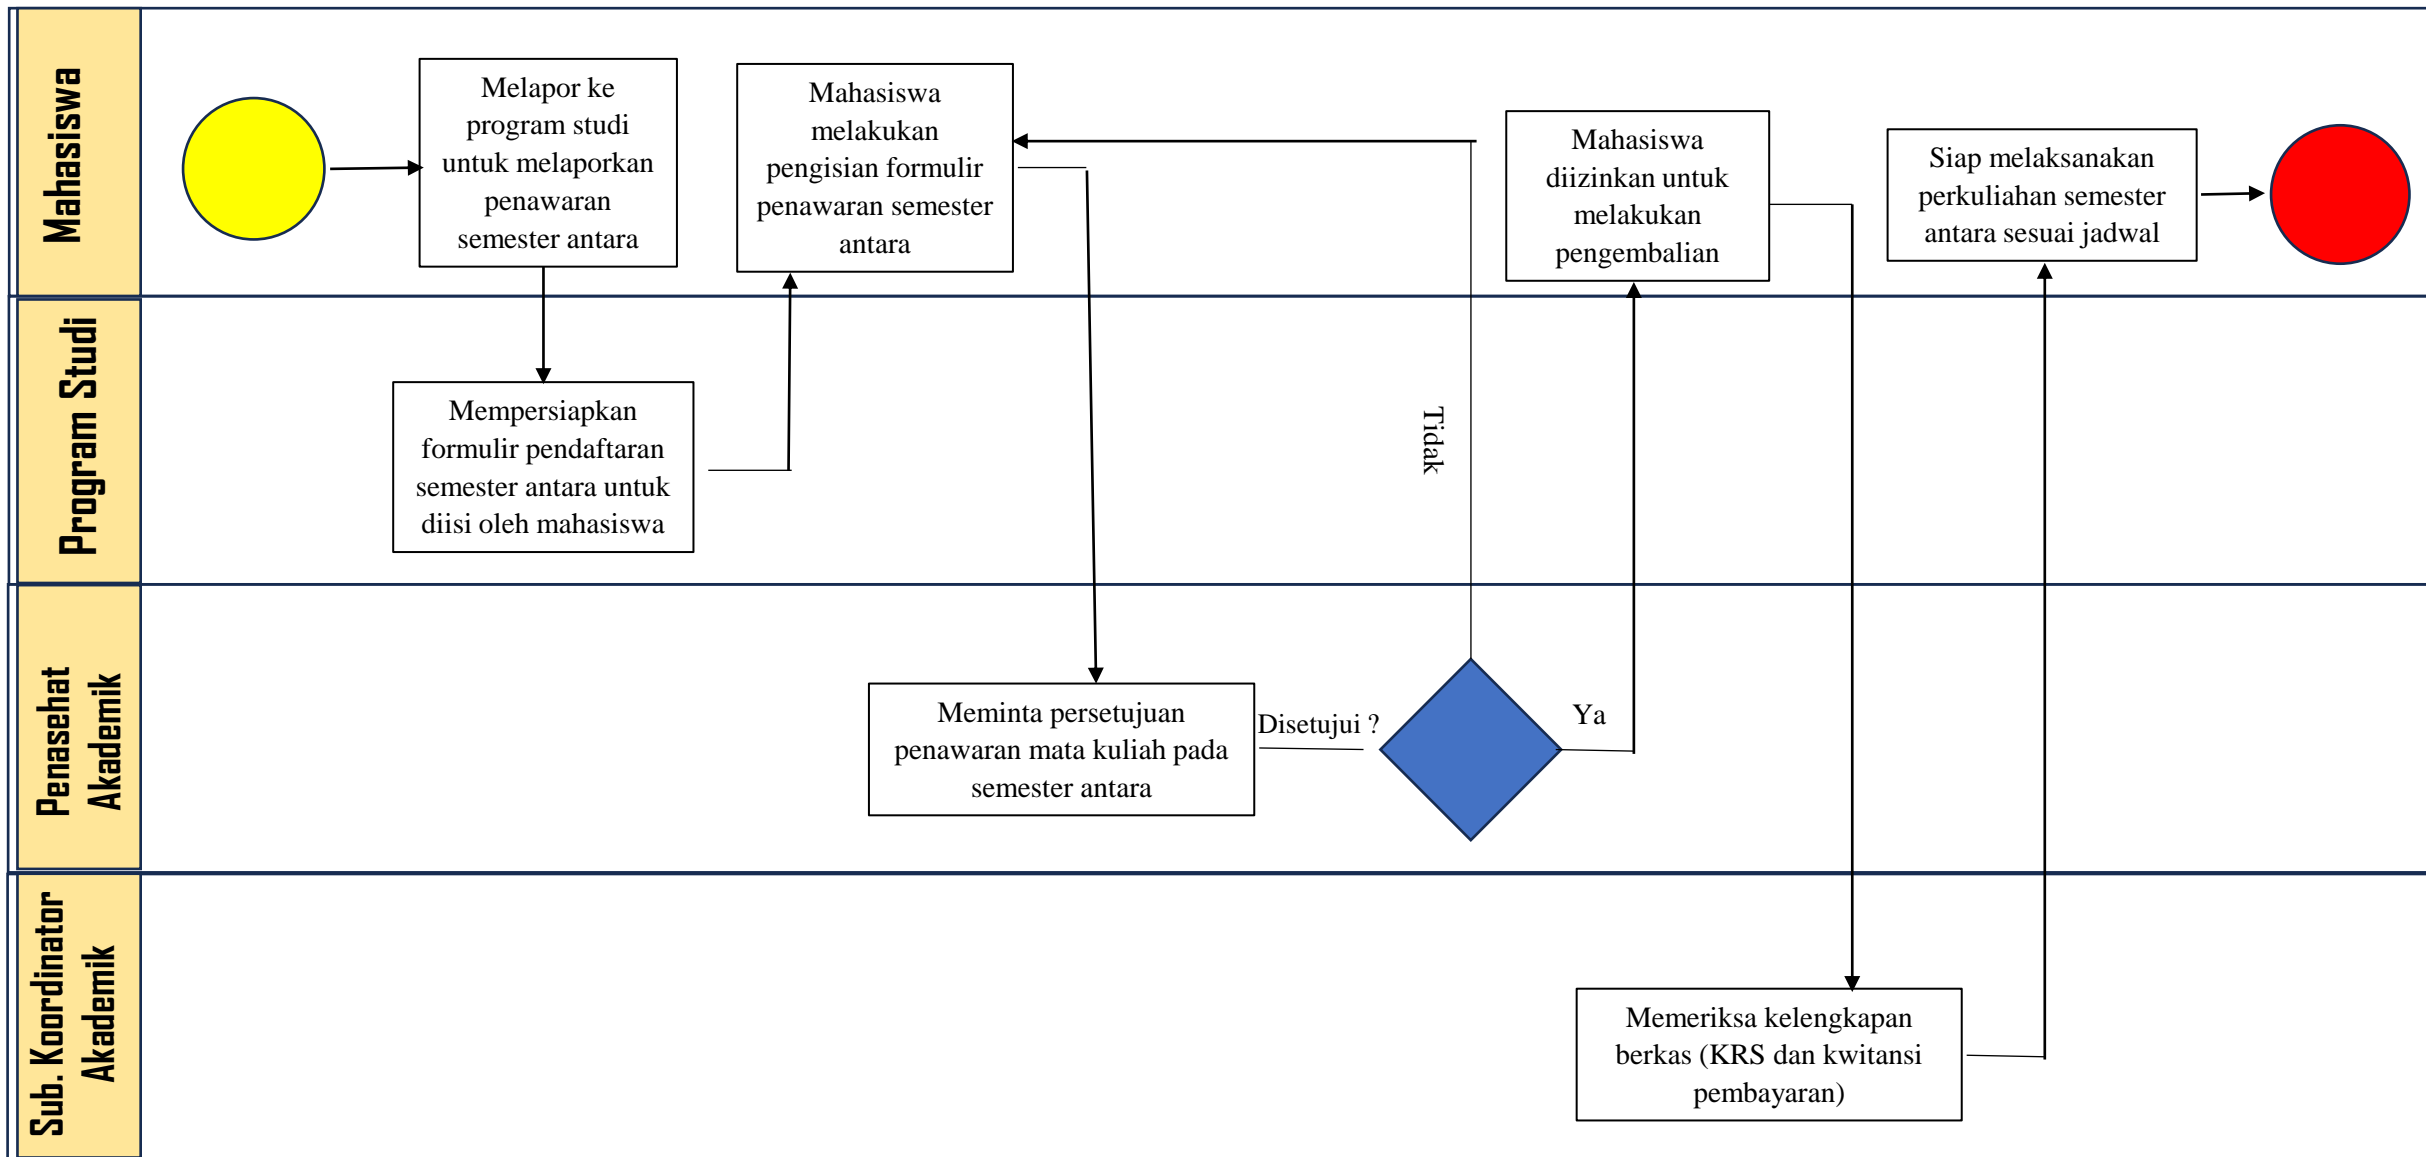 Mahasiswa
Melapor ke
program studi
untuk melaporkan
penawaran
semester antara
Mahasiswa
melakukan
pengisian formulir
penawaran semester
antara
Mahasiswa
diizinkan untuk
melakukan
pengembalian
Siap melaksanakan
perkuliahan semester
antara sesuai jadwal
Program Studi
Mempersiapkan
formulir pendaftaran
semester antara untuk
diisi oleh mahasiswa
Tidak
Penasehat
Akademik
Meminta persetujuan
penawaran mata kuliah pada
semester antara
Disetujui ?
Ya
Sub. Koordinator
Akademik
Memeriksa kelengkapan
berkas (KRS dan kwitansi
pembayaran)